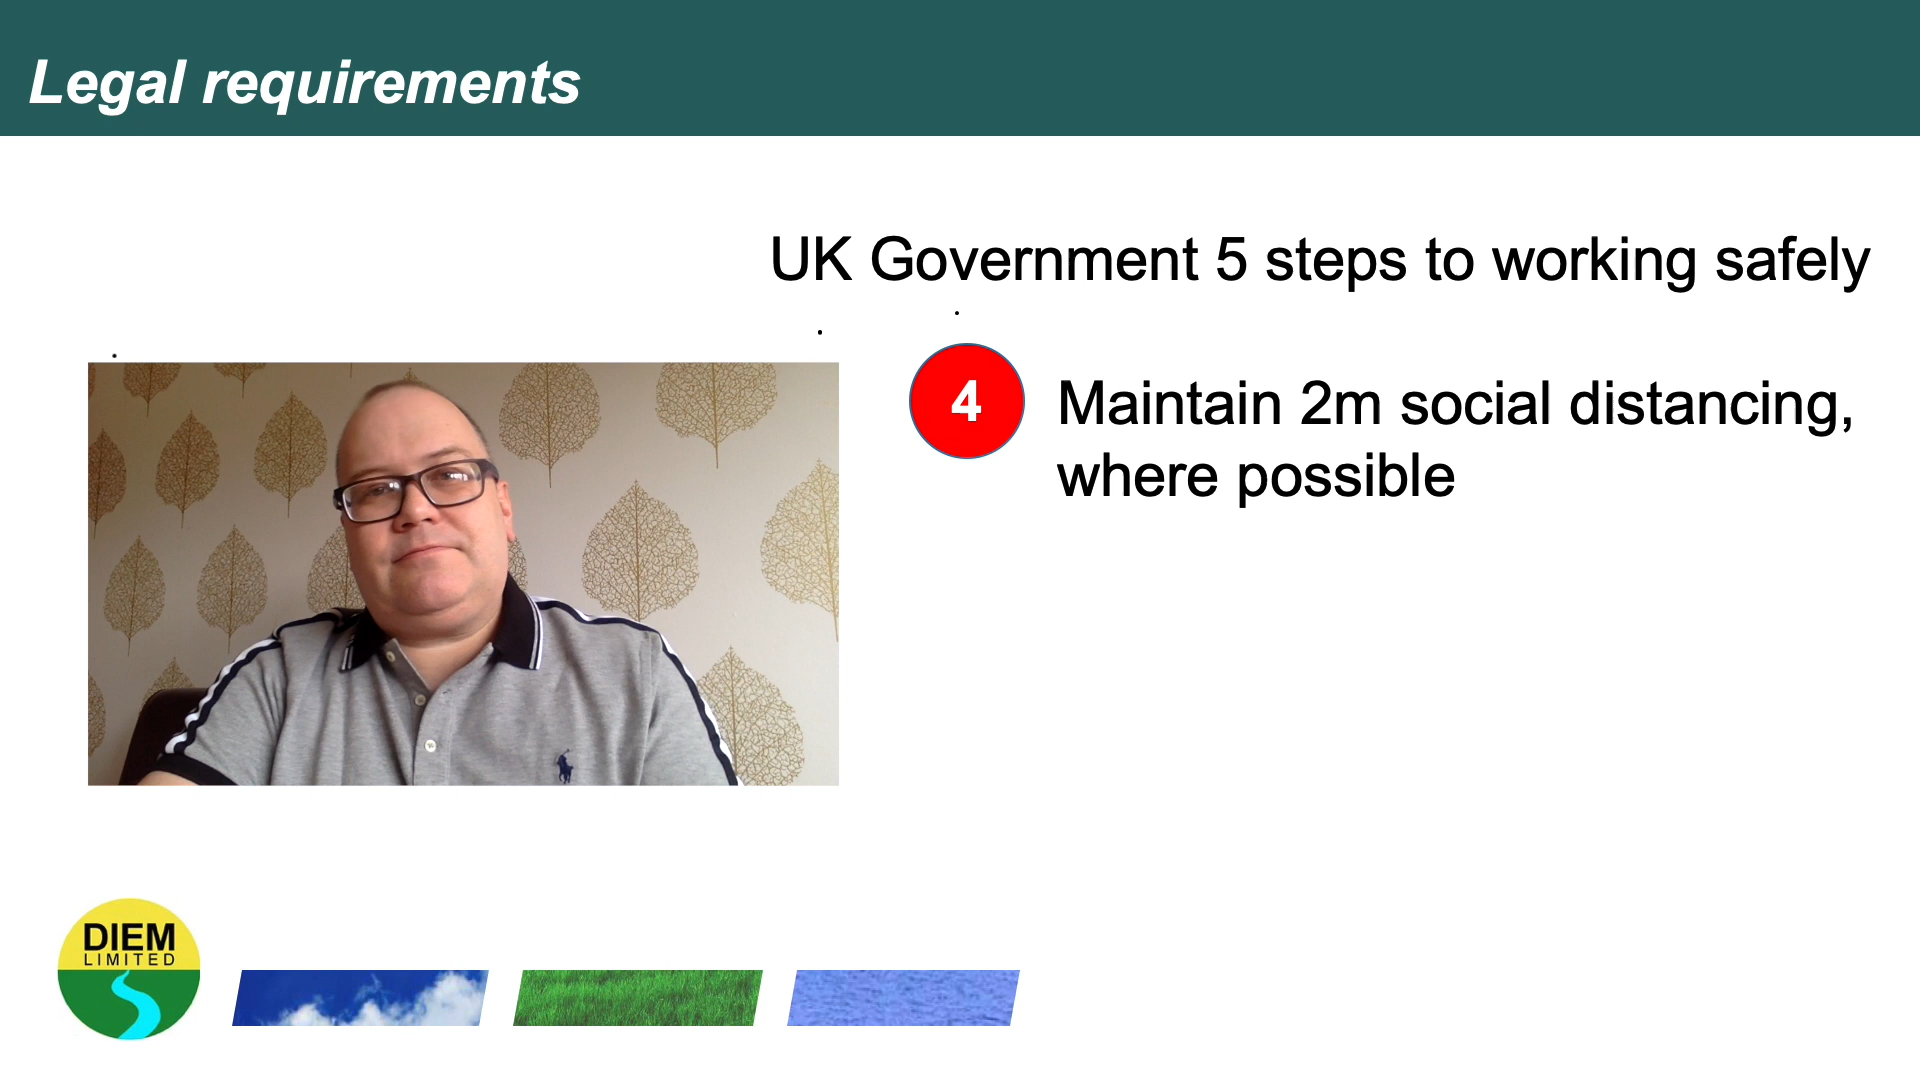 Legal requirements
UK Government 5 steps to working safely
4
Maintain 2m social distancing,
where possible
DIEM
LIMITED